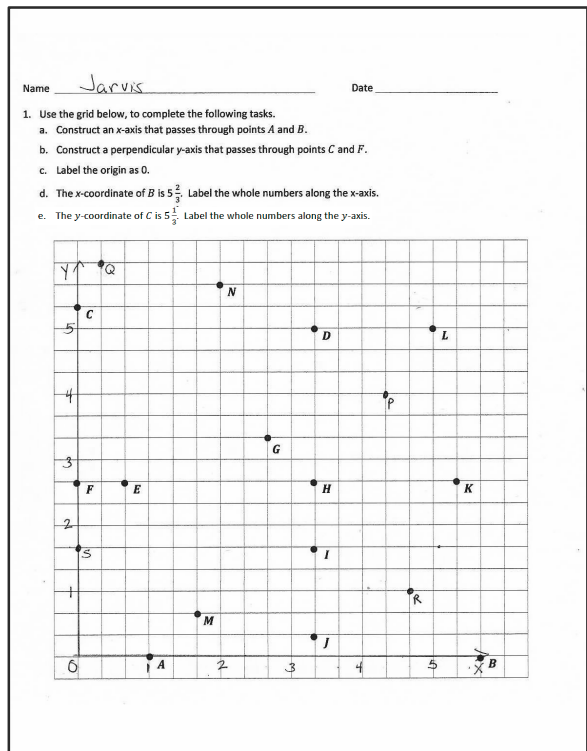 Name Jarvis Date
1. Use the grid below, to complete the following tasks.
a. Construct an x-axis that passes through points A and B.
b. Construct a perpendicular y-axis that passes through points C and F.
c. Label the origin as 0.
d. The x-coordinate of B is 5 2/3. Label the whole numbers along the x-axis.
e. The y-coordinate of C is 5 1/3. Label the whole numbers along the y-axis.
Y Q
N
C
5 D L
4 P
G
3
F E H K
2
S I
1 R
M
J
0 1 A 2 3 4 5 X B